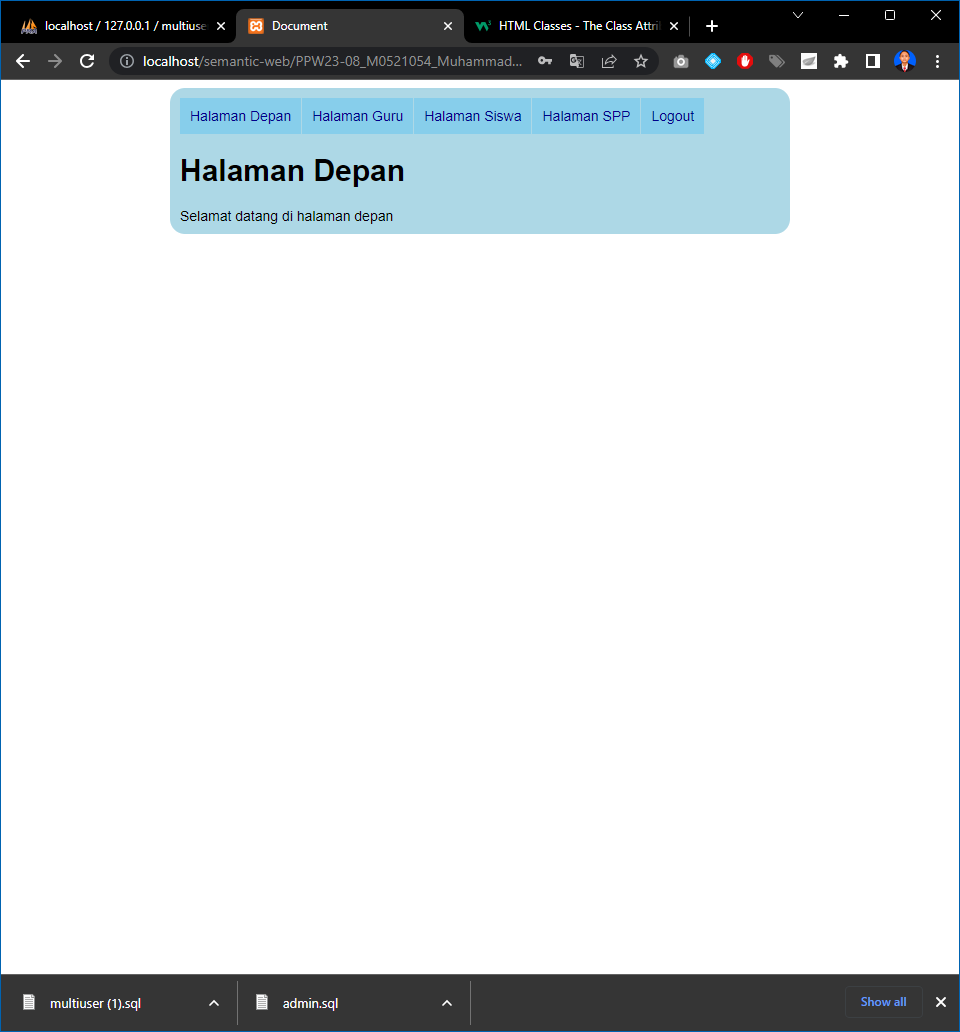 localhost / 127.0.0.1 / multiuse
Document
HTML Classes - The Class Attri
localhost/semantic-web/PPW23-08_M0521054_Muhammad...
Halaman Depan
Halaman Guru
Halaman Siswa
Halaman SPP
Logout
Halaman Depan
Selamat datang di halaman depan
multiuser (1).sql
admin.sql
Show all